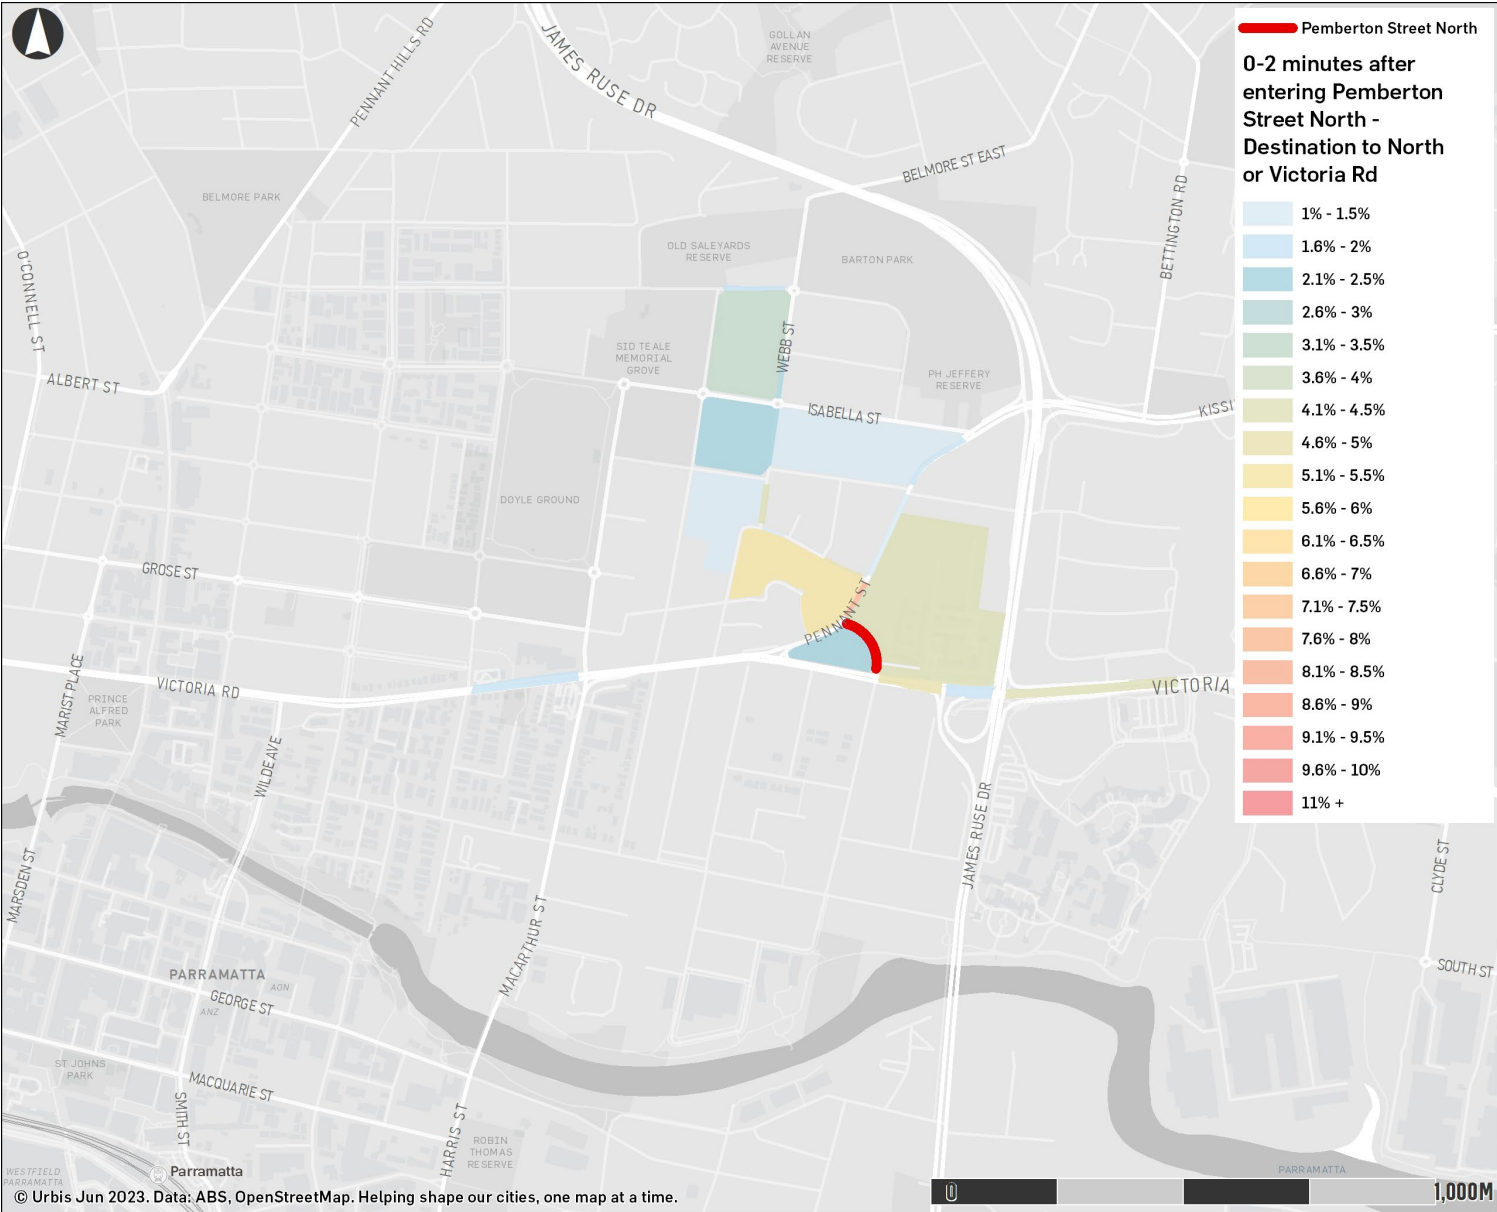 Pemberton Street North
0-2 minutes after
entering Pemberton
Street North -
Destination to North
or Victoria Rd
1% - 1.5%
1.6% - 2%
2.1% - 2.5%
2.6% - 3%
3.1% - 3.5%
3.6% - 4%
4.1% - 4.5%
4.6% - 5%
5.1% - 5.5%
5.6% - 6%
6.1% - 6.5%
6.6% - 7%
7.1% - 7.5%
7.6% - 8%
8.1% - 8.5%
8.6% - 9%
9.1% - 9.5%
9.6% - 10%
11% +
PENNANT HILLS RD
JAMES RUSE DR
GOLLAN
AVENUE
RESERVE
BELMORE ST EAST
BETTINGTON RD
BELMORE PARK
O'CONNELL ST
OLD SALEYARDS
RESERVE
BARTON PARK
WEBB ST
SID TEALE
MEMORIAL
GROVE
PH JEFFERY
RESERVE
ALBERT ST
ISABELLA ST
KISSI
DOYLE GROUND
GROSE ST
PENNANT ST
MARIST PLACE
VICTORIA RD
PRINCE
ALFRED
PARK
VICTORIA
WILDE AVE
JAMES RUSE DR
MARSDEN ST
CLYDE ST
MACARTHUR ST
PARRAMATTA
AON
GEORGE ST
ANZ
SOUTH ST
ST JOHNS
PARK
MACQUARIE ST
SMITH ST
HARRIS ST
ROBIN
THOMAS
RESERVE
WESTFIELD
PARRAMATTA
Parramatta
PARRAMATTA
© Urbis Jun 2023. Data: ABS, OpenStreetMap. Helping shape our cities, one map at a time.
0
1,000M